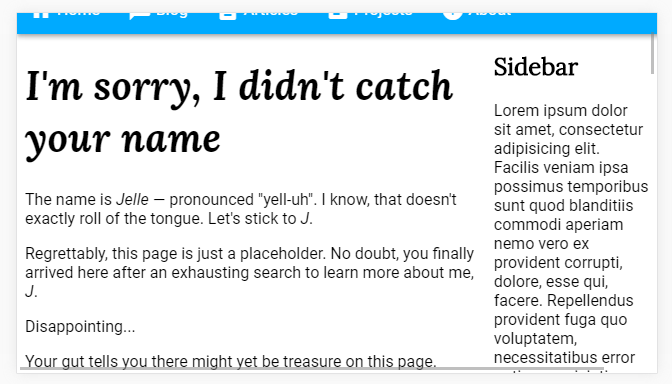 Home Blog Articles Projects About
I'm sorry, I didn't catch
your name
The name is Jelle — pronounced "yell-uh". I know, that doesn't
exactly roll of the tongue. Let's stick to J.
Regrettably, this page is just a placeholder. No doubt, you finally
arrived here after an exhausting search to learn more about me,
J.
Disappointing...
Your gut tells you there might yet be treasure on this page.
Sidebar
Lorem ipsum dolor
sit amet, consectetur
adipisicing elit.
Facilis veniam ipsa
possimus temporibus
sunt quod blanditiis
commodi aperiam
nemo vero ex
provident corrupti,
dolore, esse qui,
facere. Repellendus
provident fuga quo
voluptatem,
necessitatibus error